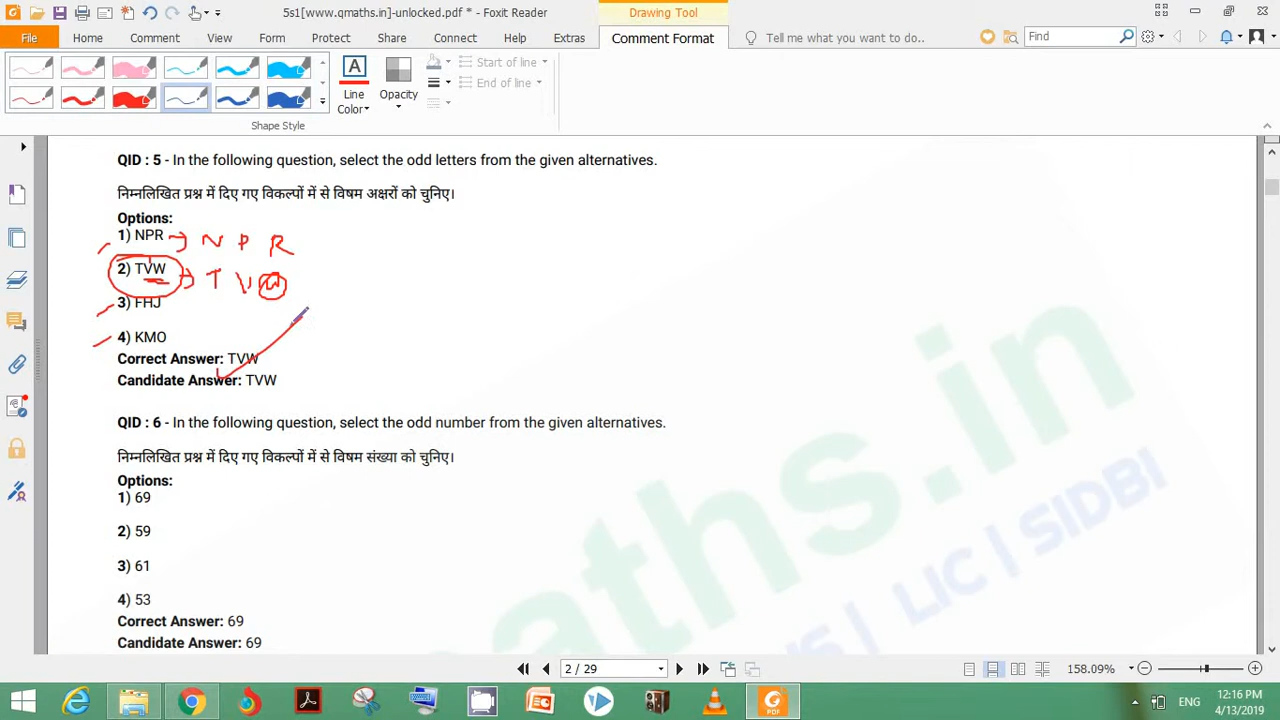 5s1[www.qmaths.in]-unlocked.pdf * - Foxit Reader
Drawing Tool
File Home Comment View Form Protect Share Connect Help Extras Comment Format Tell me what you want to do.. Find
Start of line
End of line
Line Color
Opacity
Shape Style
QID : 5 - In the following question, select the odd letters from the given alternatives.
निम्नलिखित प्रश्न में दिए गए विकल्पों में से विषम अक्षरों को चुनिए।
Options:
1) NPR N P R
2) TVW T V W
3) FHJ
4) KMO
Correct Answer: TVW
Candidate Answer: TVW
QID : 6 - In the following question, select the odd number from the given alternatives.
निम्नलिखित प्रश्न में दिए गए विकल्पों में से विषम संख्या को चुनिए।
Options:
1) 69
2) 59
3) 61
4) 53
Correct Answer: 69
Candidate Answer: 69
aths.in
S | LIC | SIDBI
2 / 29
158.09%
ENG
12:16 PM
4/13/2019